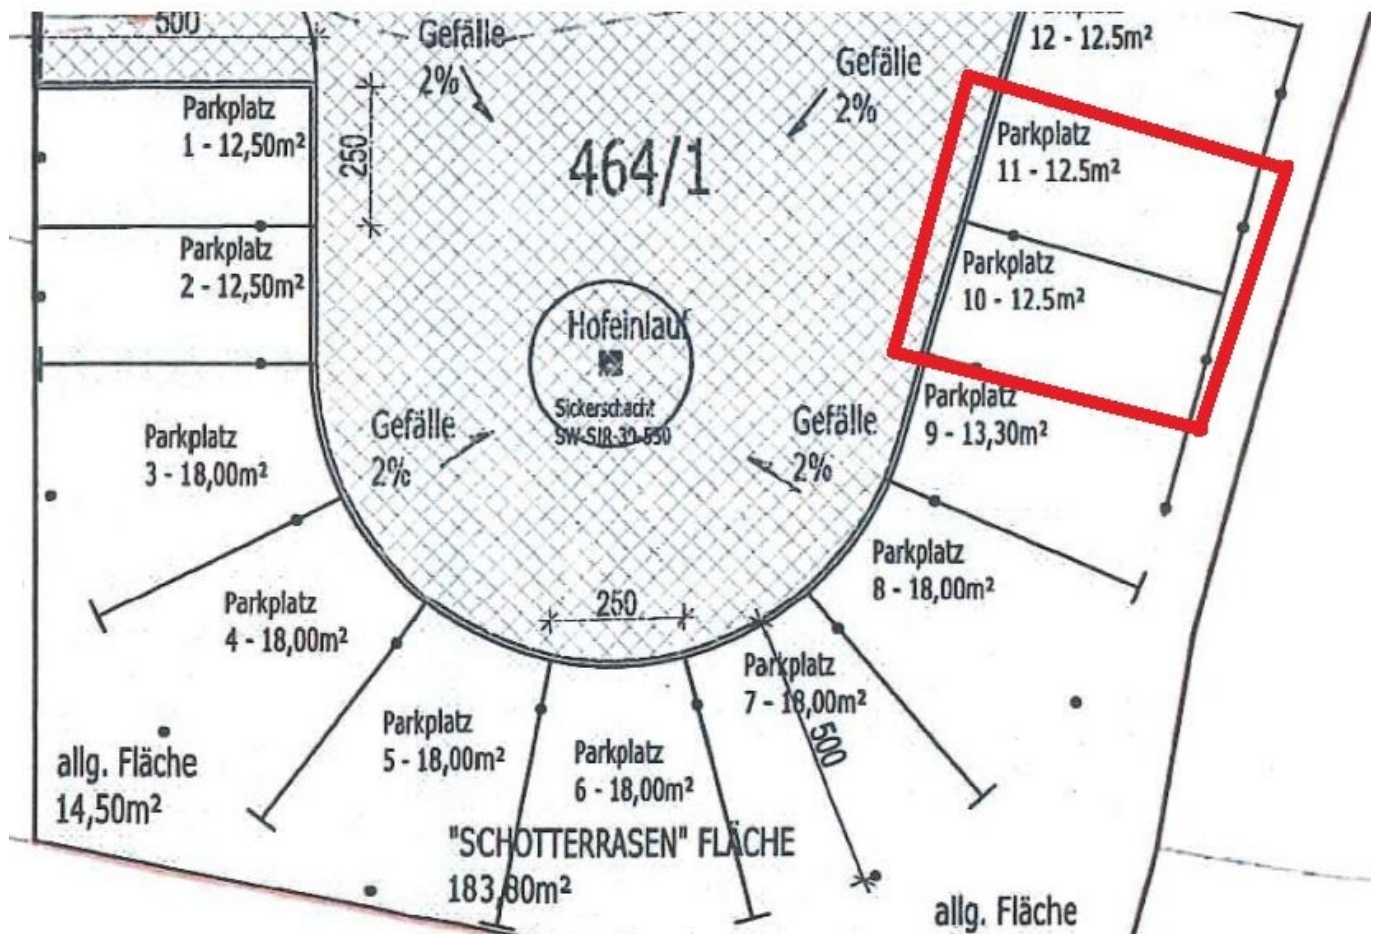 500
Gefälle
2%
Gefälle
2%
12 - 12.5m²
Parkplatz
1 - 12,50m²
250
464/1
Parkplatz
11 - 12.5m²
Parkplatz
2 - 12,50m²
Parkplatz
10 - 12.5m²
Hofeinlauf
Sickerschacht
Parkplatz
3 - 18,00m²
Gefälle
2%
Gefälle
2%
Parkplatz
9 - 13,30m²
Parkplatz
8 - 18,00m²
Parkplatz
4 - 18,00m²
250
Parkplatz
7 - 18,00m²
500
Parkplatz
5 - 18,00m²
Parkplatz
6 - 18,00m²
allg. Fläche
14,50m²
"SCHOTTERRASEN" FLÄCHE
183,80m²
allg. Fläche